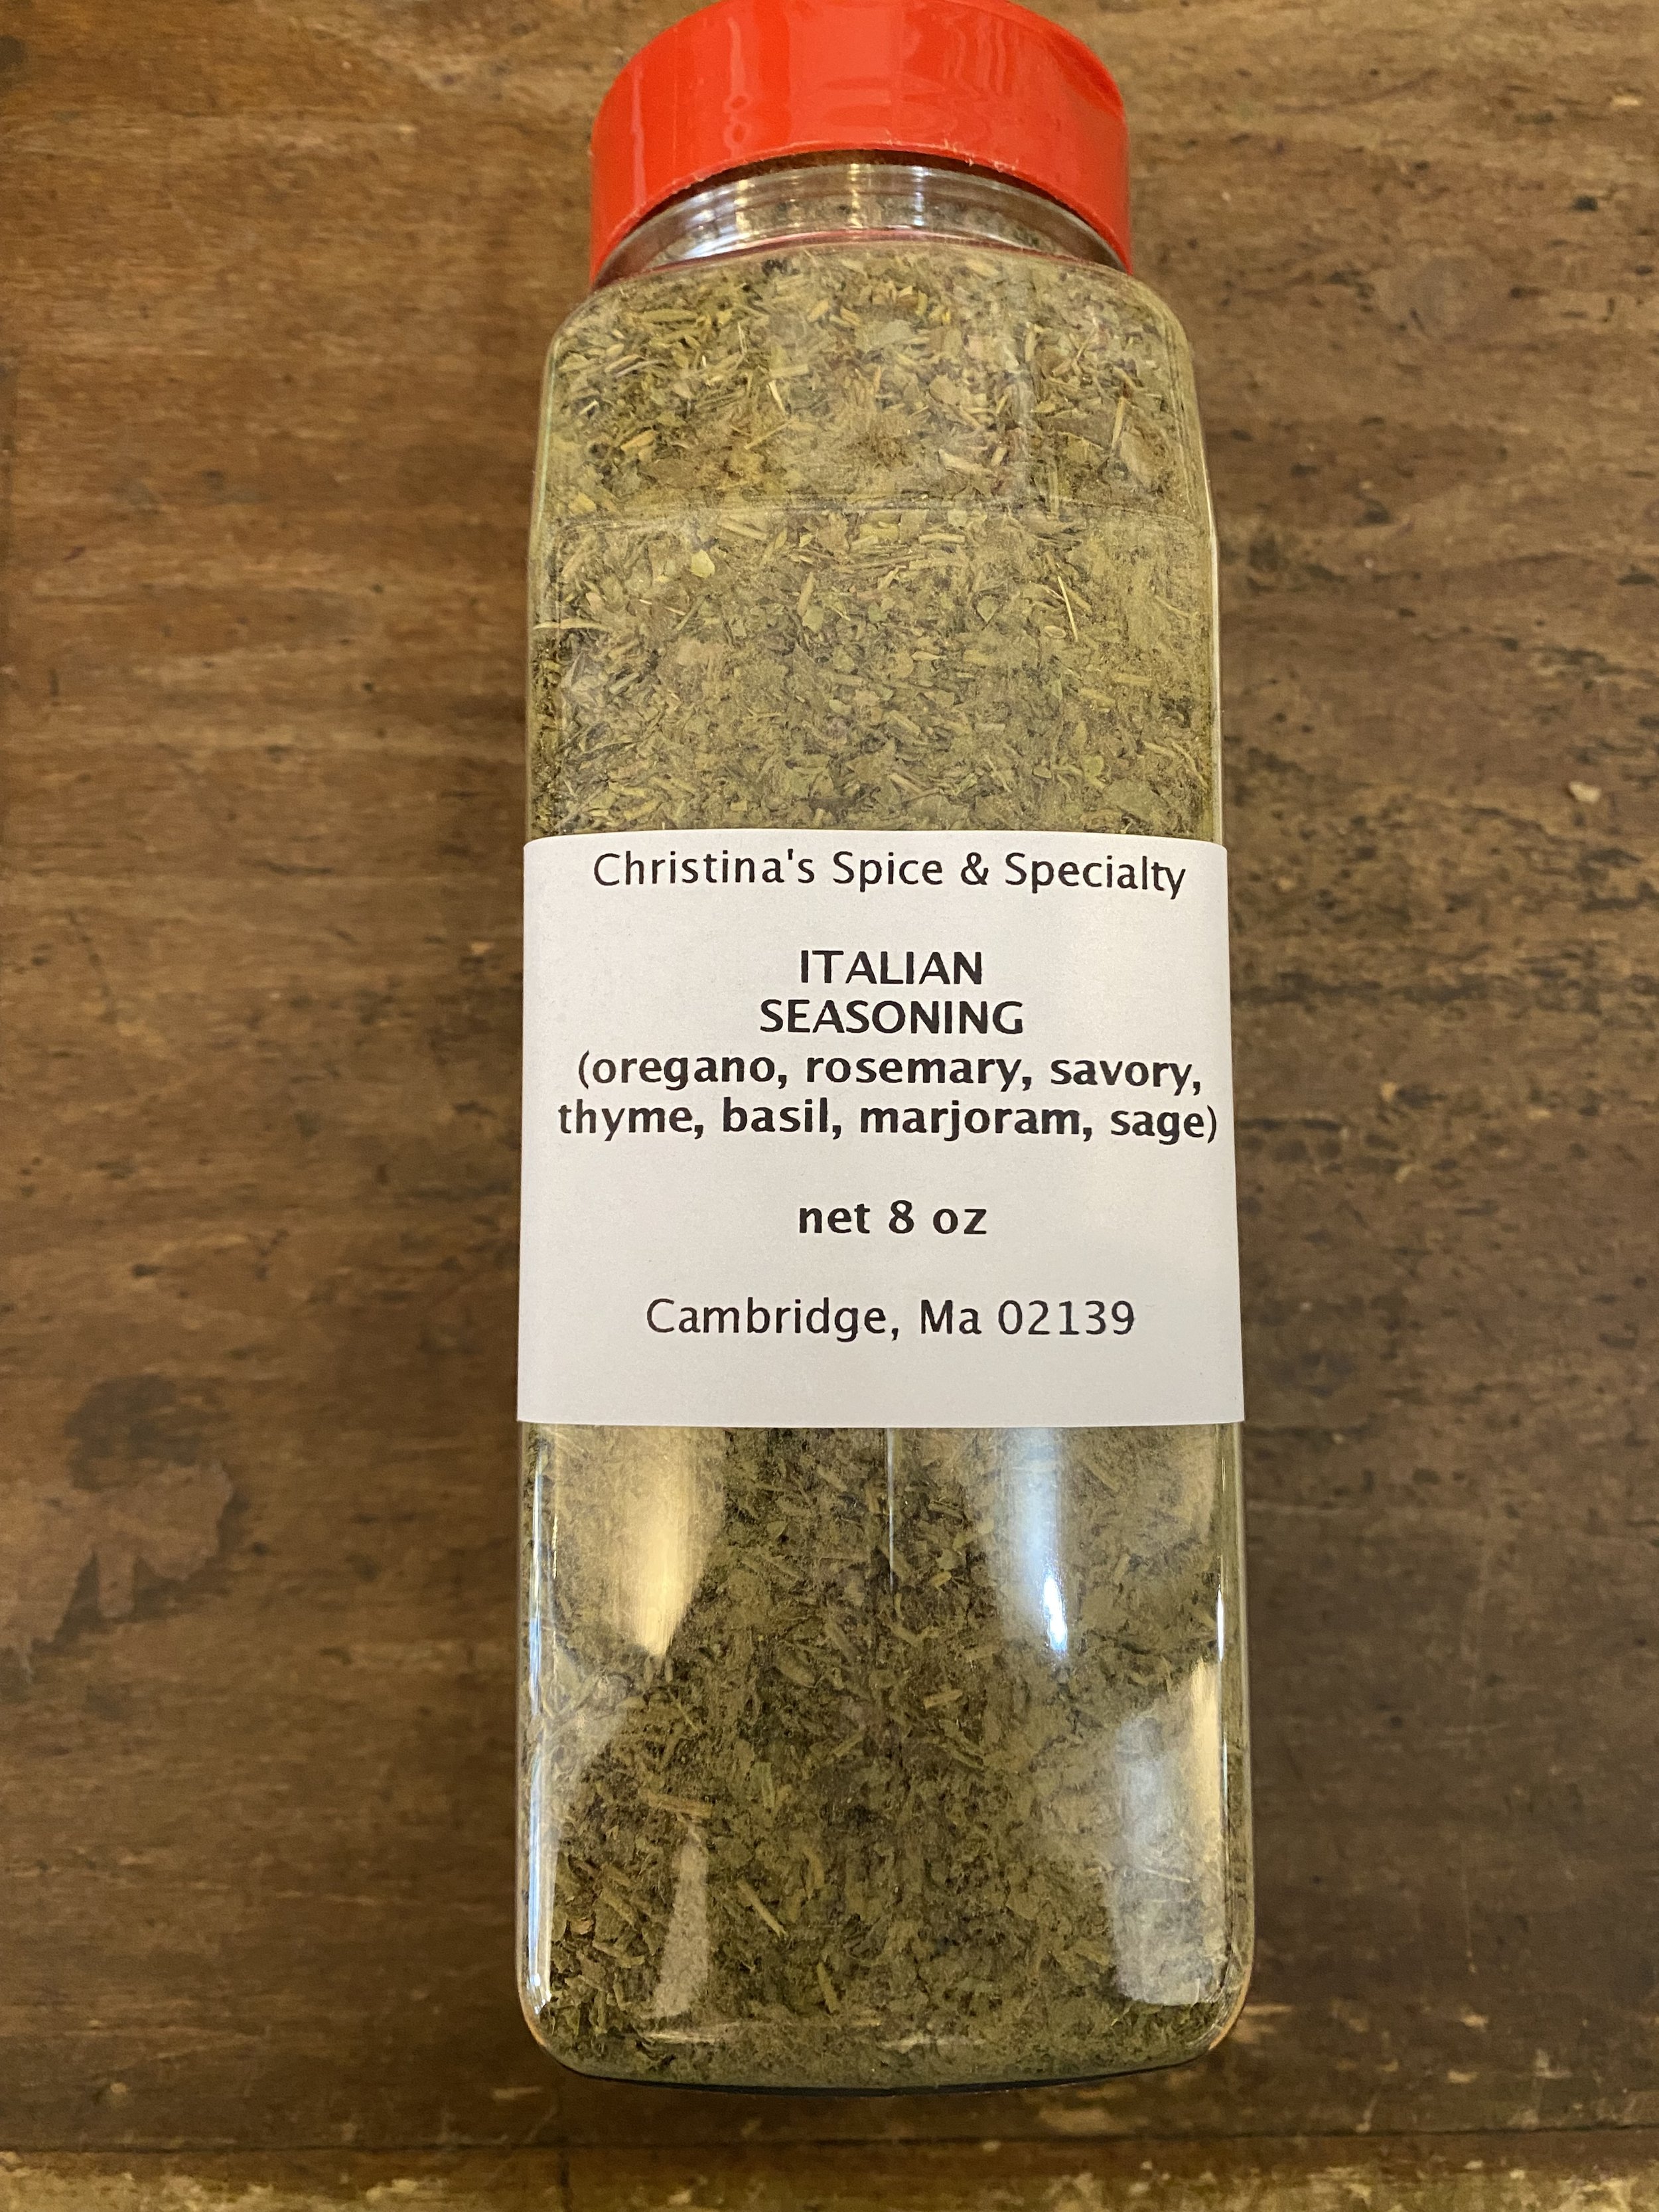 Christina's Spice & Specialty
ITALIAN
SEASONING
(oregano, rosemary, savory,
thyme, basil, marjoram, sage)
net 8 oz
Cambridge, Ma 02139